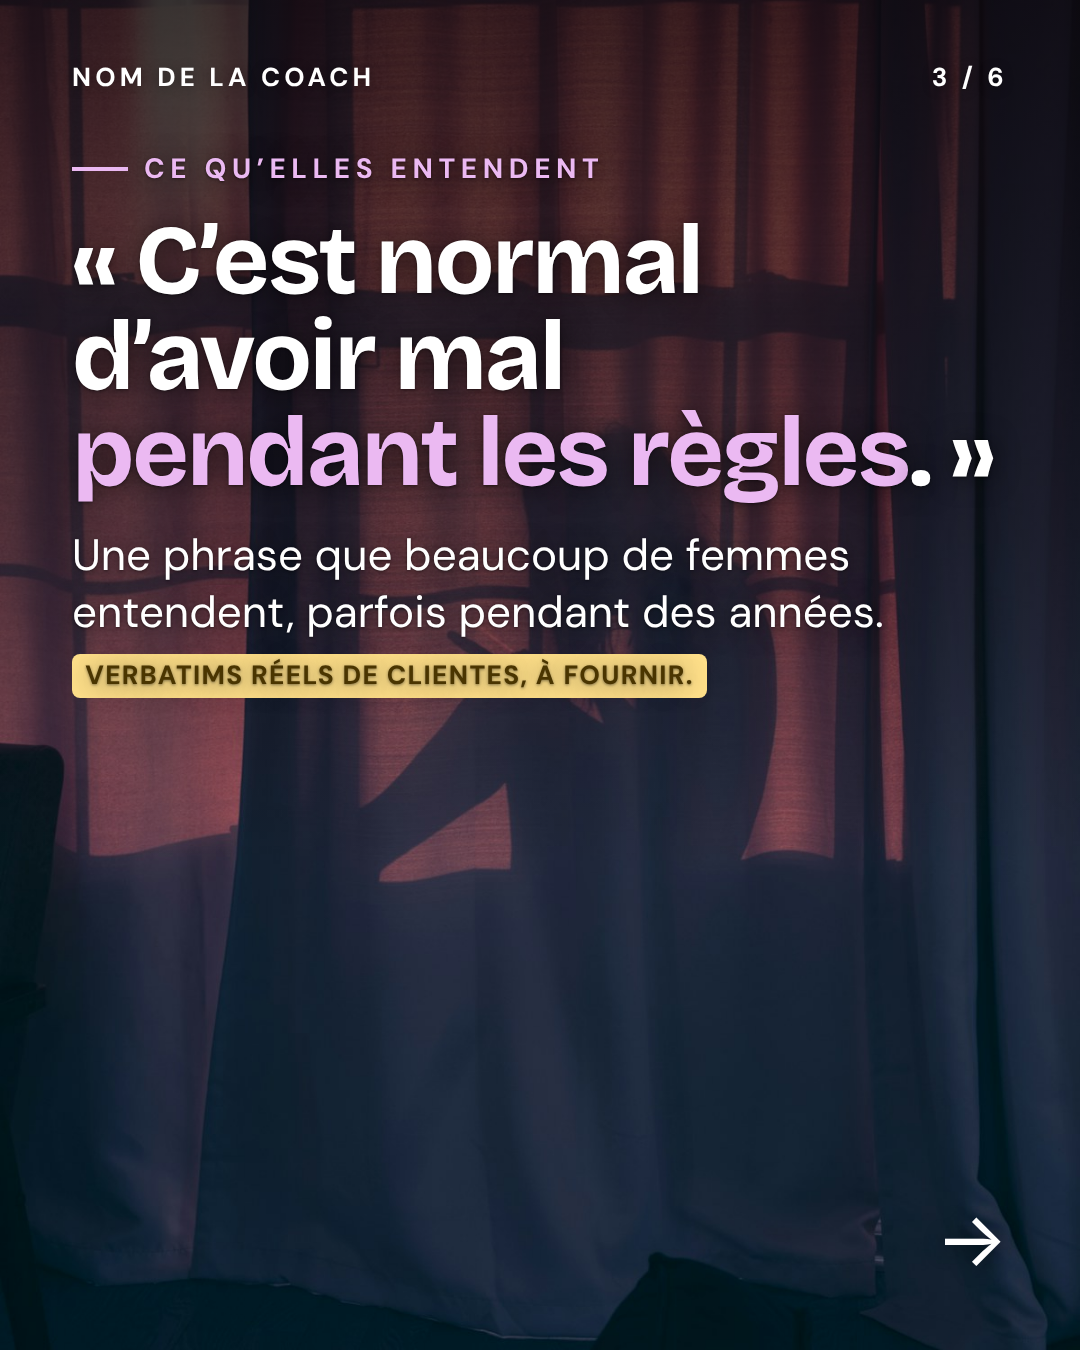 NOM DE LA COACH
3 / 6
CE QU’ELLES ENTENDENT
« C’est normal
d’avoir mal
pendant les règles. »
Une phrase que beaucoup de femmes
entendent, parfois pendant des années.
VERBATIMS RÉELS DE CLIENTES, À FOURNIR.